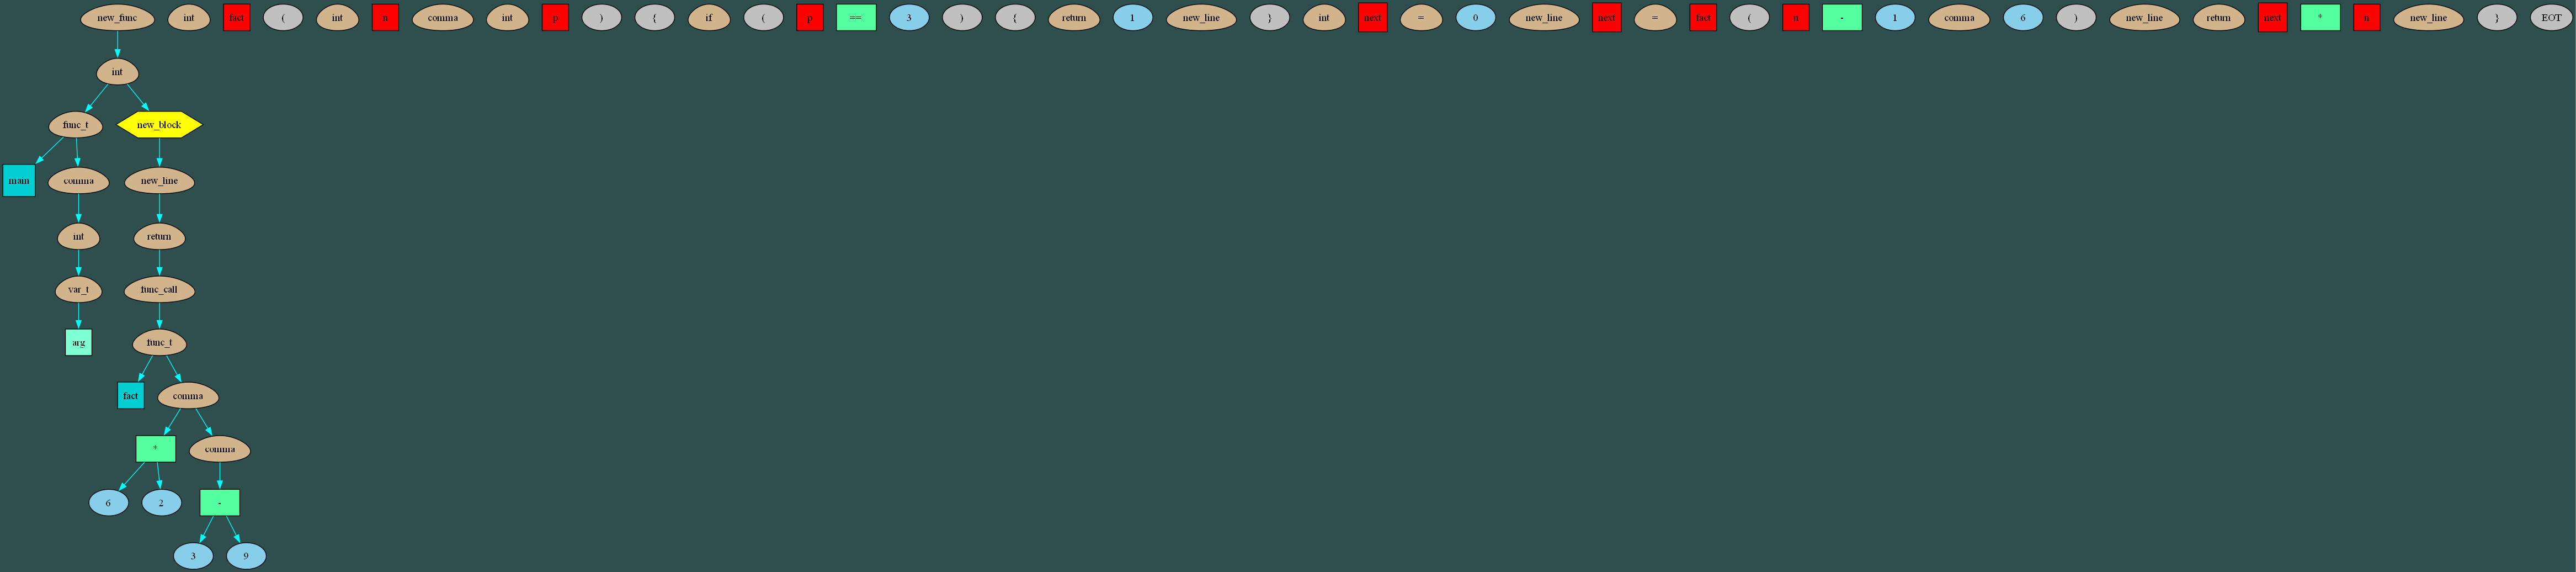 new_func int fact ( int n comma int p ) { if ( p == 3 ) { return 1 new_line } int next = 0 new_line next = fact ( n - 1 comma 6 ) new_line return next * n new_line } EOT
int
func_t new_block
main comma new_line
int return
var_t func_call
arg func_t
fact comma
* comma
6 2 -
3 9